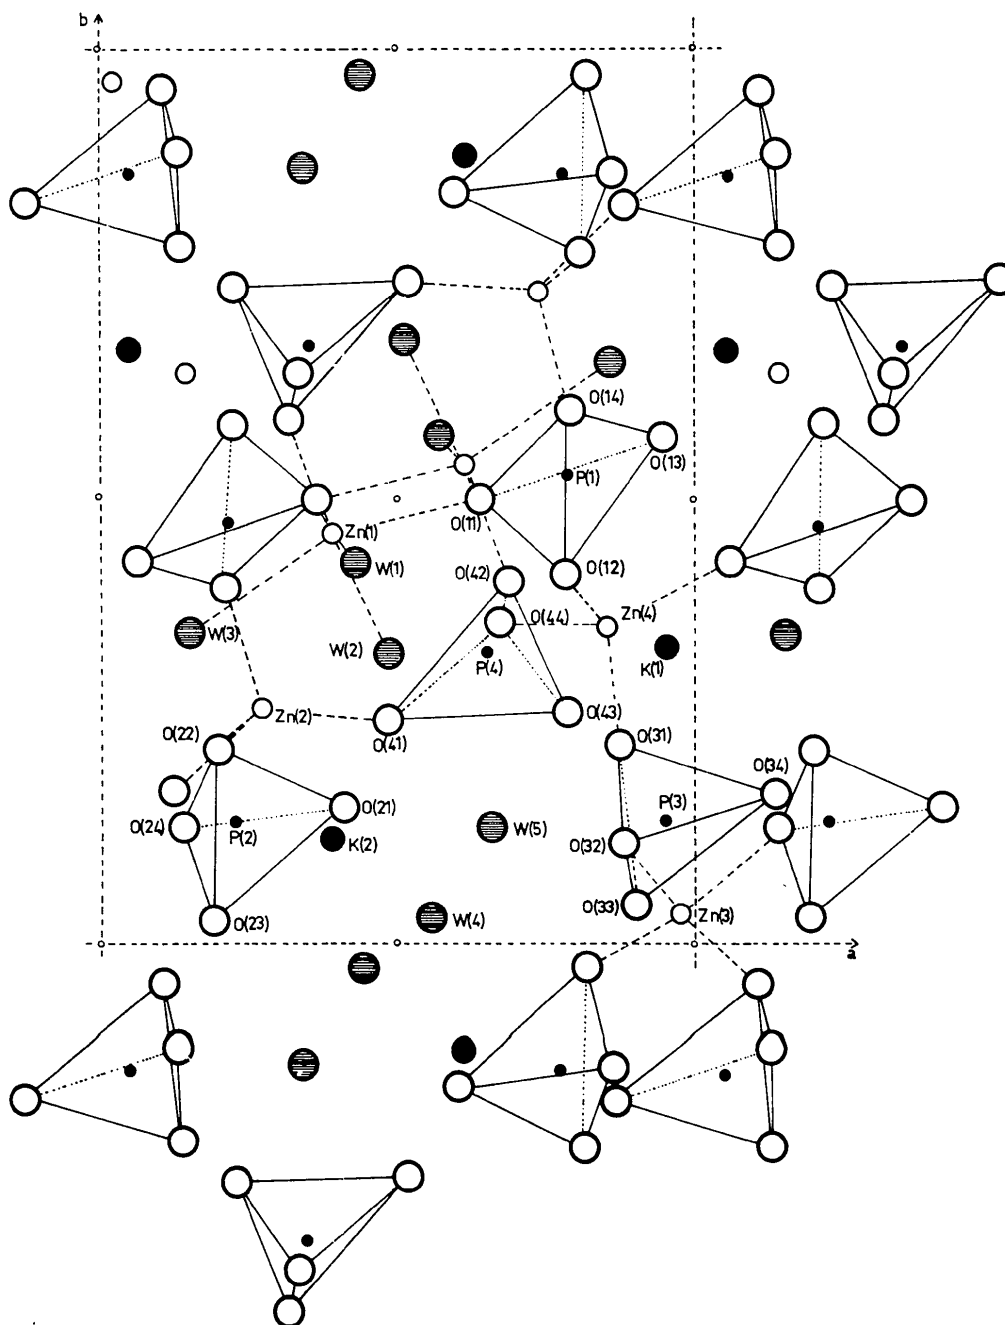 b
O(14)
O(13)
P(1)
O(11)
Zn(1)
W(1)
O(42)
O(12)
O(44)
Zn(4)
W(3)
W(2)
P(4)
K(1)
Zn(2)
O(41)
O(43)
O(22)
O(31)
O(34)
O(21)
P(3)
O(24)
P(2)
K(2)
W(5)
O(32)
O(33)
Zn(3)
O(23)
W(4)
a